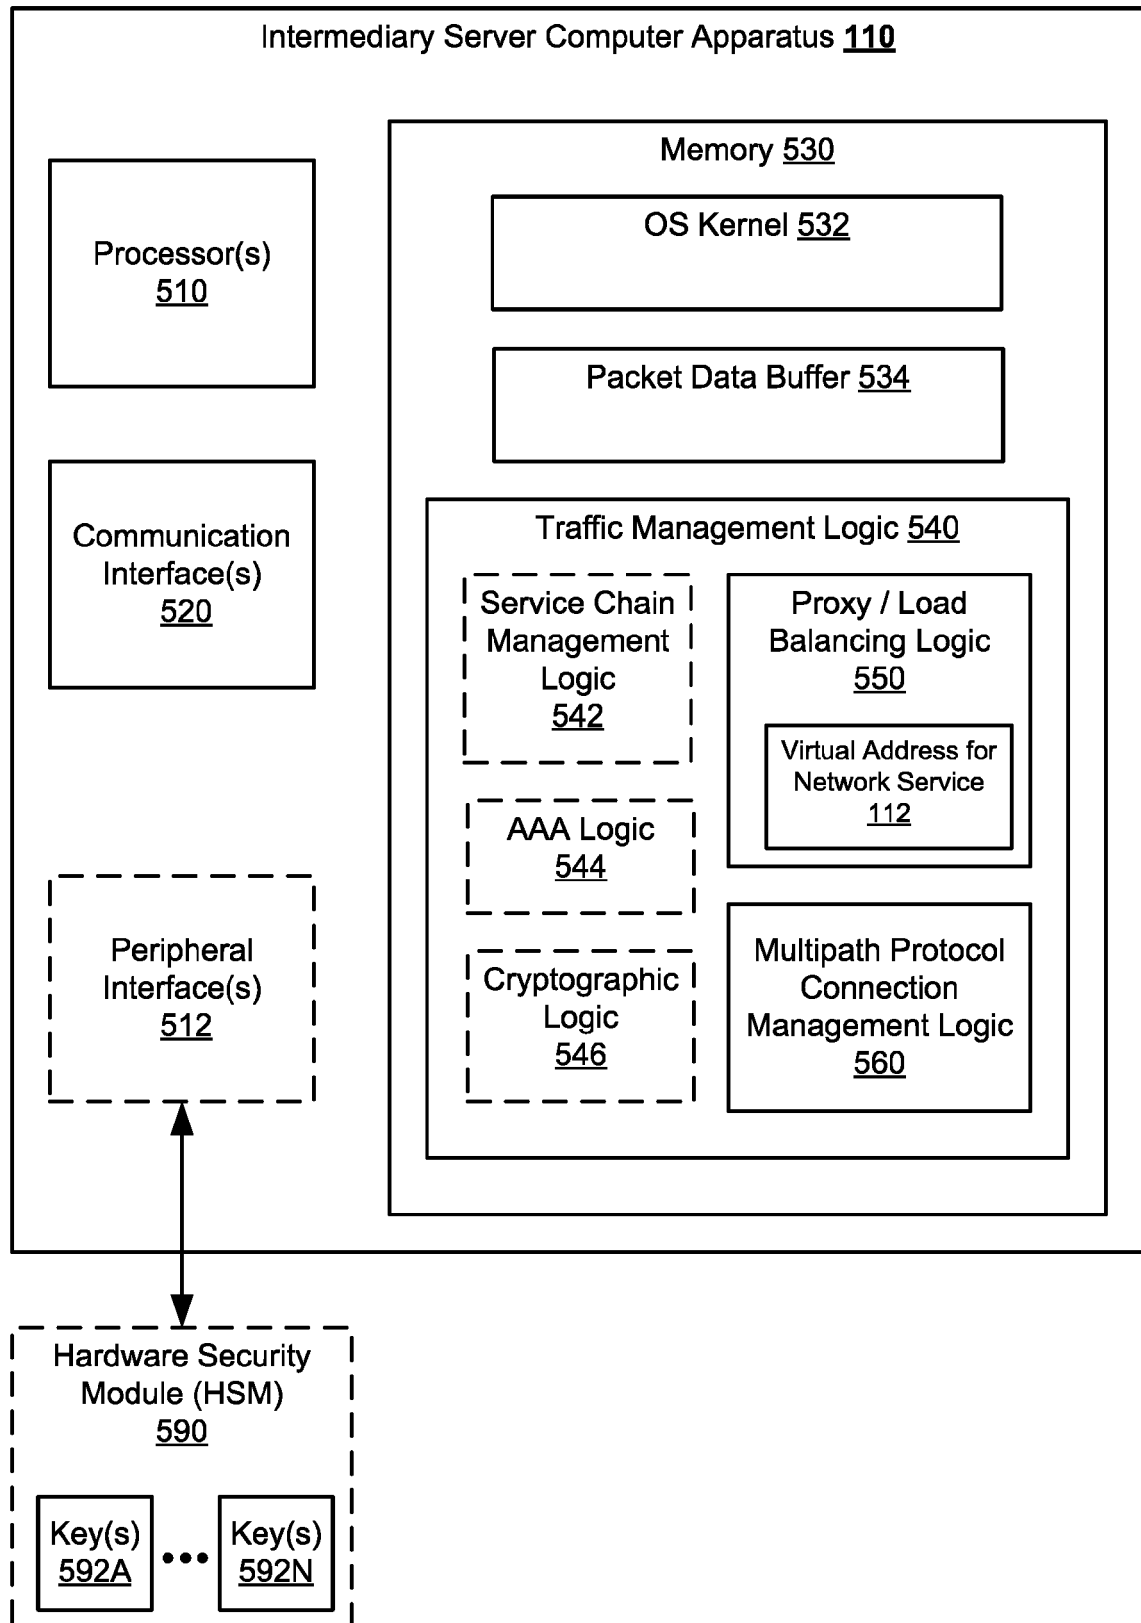 Intermediary Server Computer Apparatus 110
Processor(s)
510
Communication
Interface(s)
520
Peripheral
Interface(s)
512
Memory 530
OS Kernel 532
Packet Data Buffer 534
Traffic Management Logic 540
Service Chain
Management
Logic
542
AAA Logic
544
Cryptographic
Logic
546
Proxy / Load
Balancing Logic
550
Virtual Address for
Network Service
112
Multipath Protocol
Connection
Management Logic
560
Hardware Security
Module (HSM)
590
Key(s)
592A
•••
Key(s)
592N